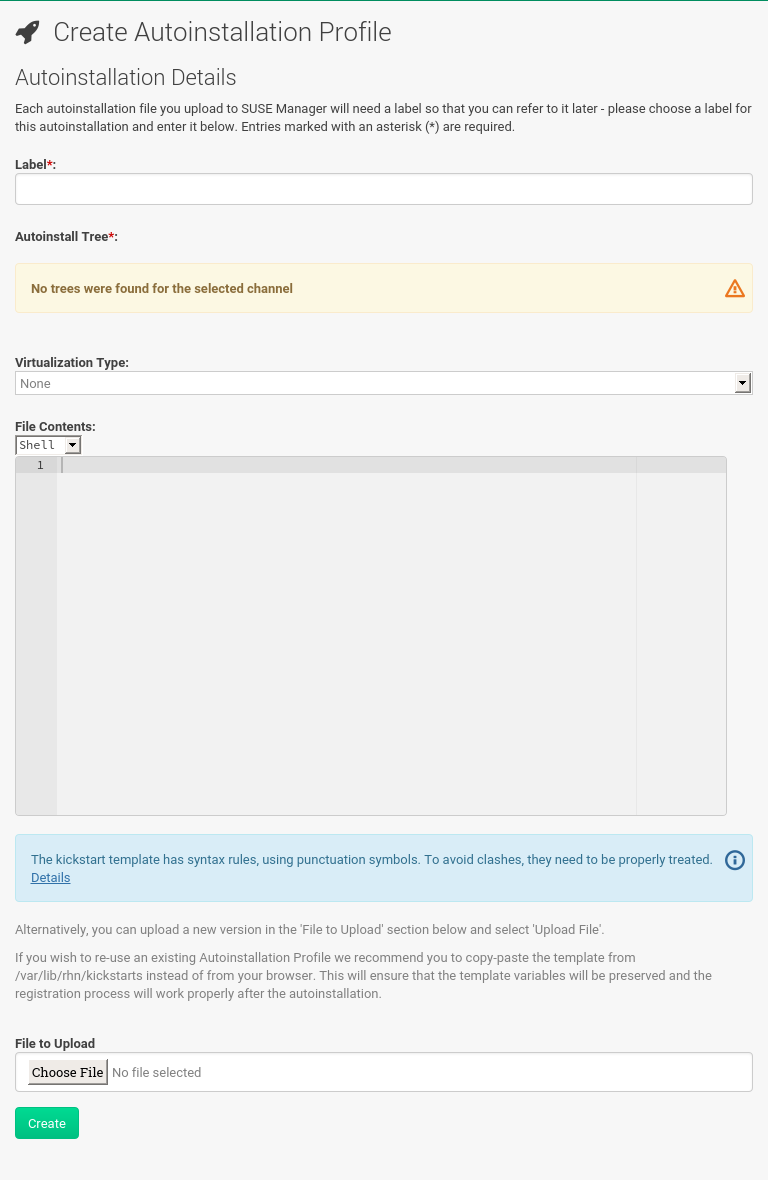 Create Autoinstallation Profile
Autoinstallation Details
Each autoinstallation file you upload to SUSE Manager will need a label so that you can refer to it later - please choose a label for
this autoinstallation and enter it below. Entries marked with an asterisk (*) are required.
Label*:
Autoinstall Tree*:
No trees were found for the selected channel
Virtualization Type:
None
File Contents:
Shell
1
The kickstart template has syntax rules, using punctuation symbols. To avoid clashes, they need to be properly treated.
Details
Alternatively, you can upload a new version in the 'File to Upload' section below and select 'Upload File'.
If you wish to re-use an existing Autoinstallation Profile we recommend you to copy-paste the template from
/var/lib/rhn/kickstarts instead of from your browser. This will ensure that the template variables will be preserved and the
registration process will work properly after the autoinstallation.
File to Upload
Choose File No file selected
Create